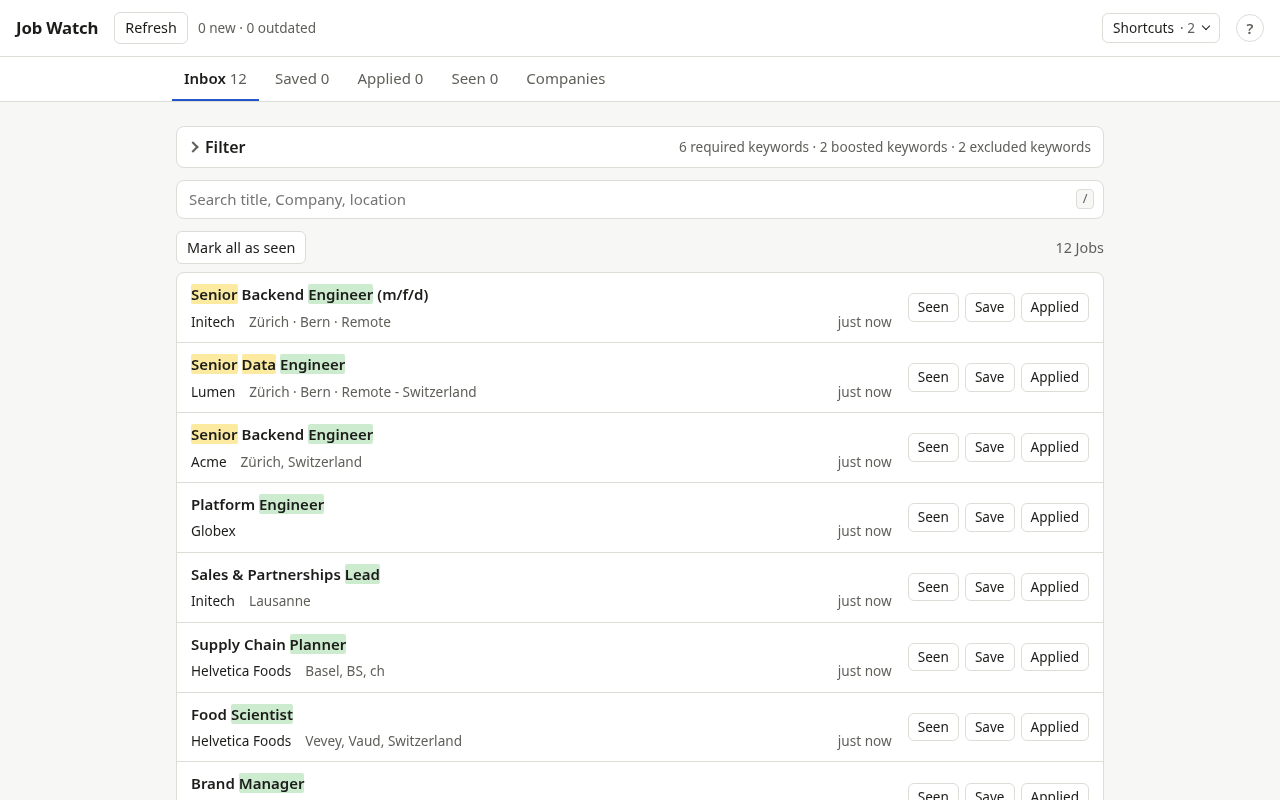 Job Watch
Refresh
0 new · 0 outdated
Shortcuts · 2
?
Inbox 12
Saved 0
Applied 0
Seen 0
Companies
Filter
6 required keywords · 2 boosted keywords · 2 excluded keywords
Search title, Company, location
/
Mark all as seen
12 Jobs
Senior Backend Engineer (m/f/d)
Initech Zürich · Bern · Remote
just now
Seen Save Applied
Senior Data Engineer
Lumen Zürich · Bern · Remote - Switzerland
just now
Seen Save Applied
Senior Backend Engineer
Acme Zürich, Switzerland
just now
Seen Save Applied
Platform Engineer
Globex
just now
Seen Save Applied
Sales & Partnerships Lead
Initech Lausanne
just now
Seen Save Applied
Supply Chain Planner
Helvetica Foods Basel, BS, ch
just now
Seen Save Applied
Food Scientist
Helvetica Foods Vevey, Vaud, Switzerland
just now
Seen Save Applied
Brand Manager
Seen Save Applied